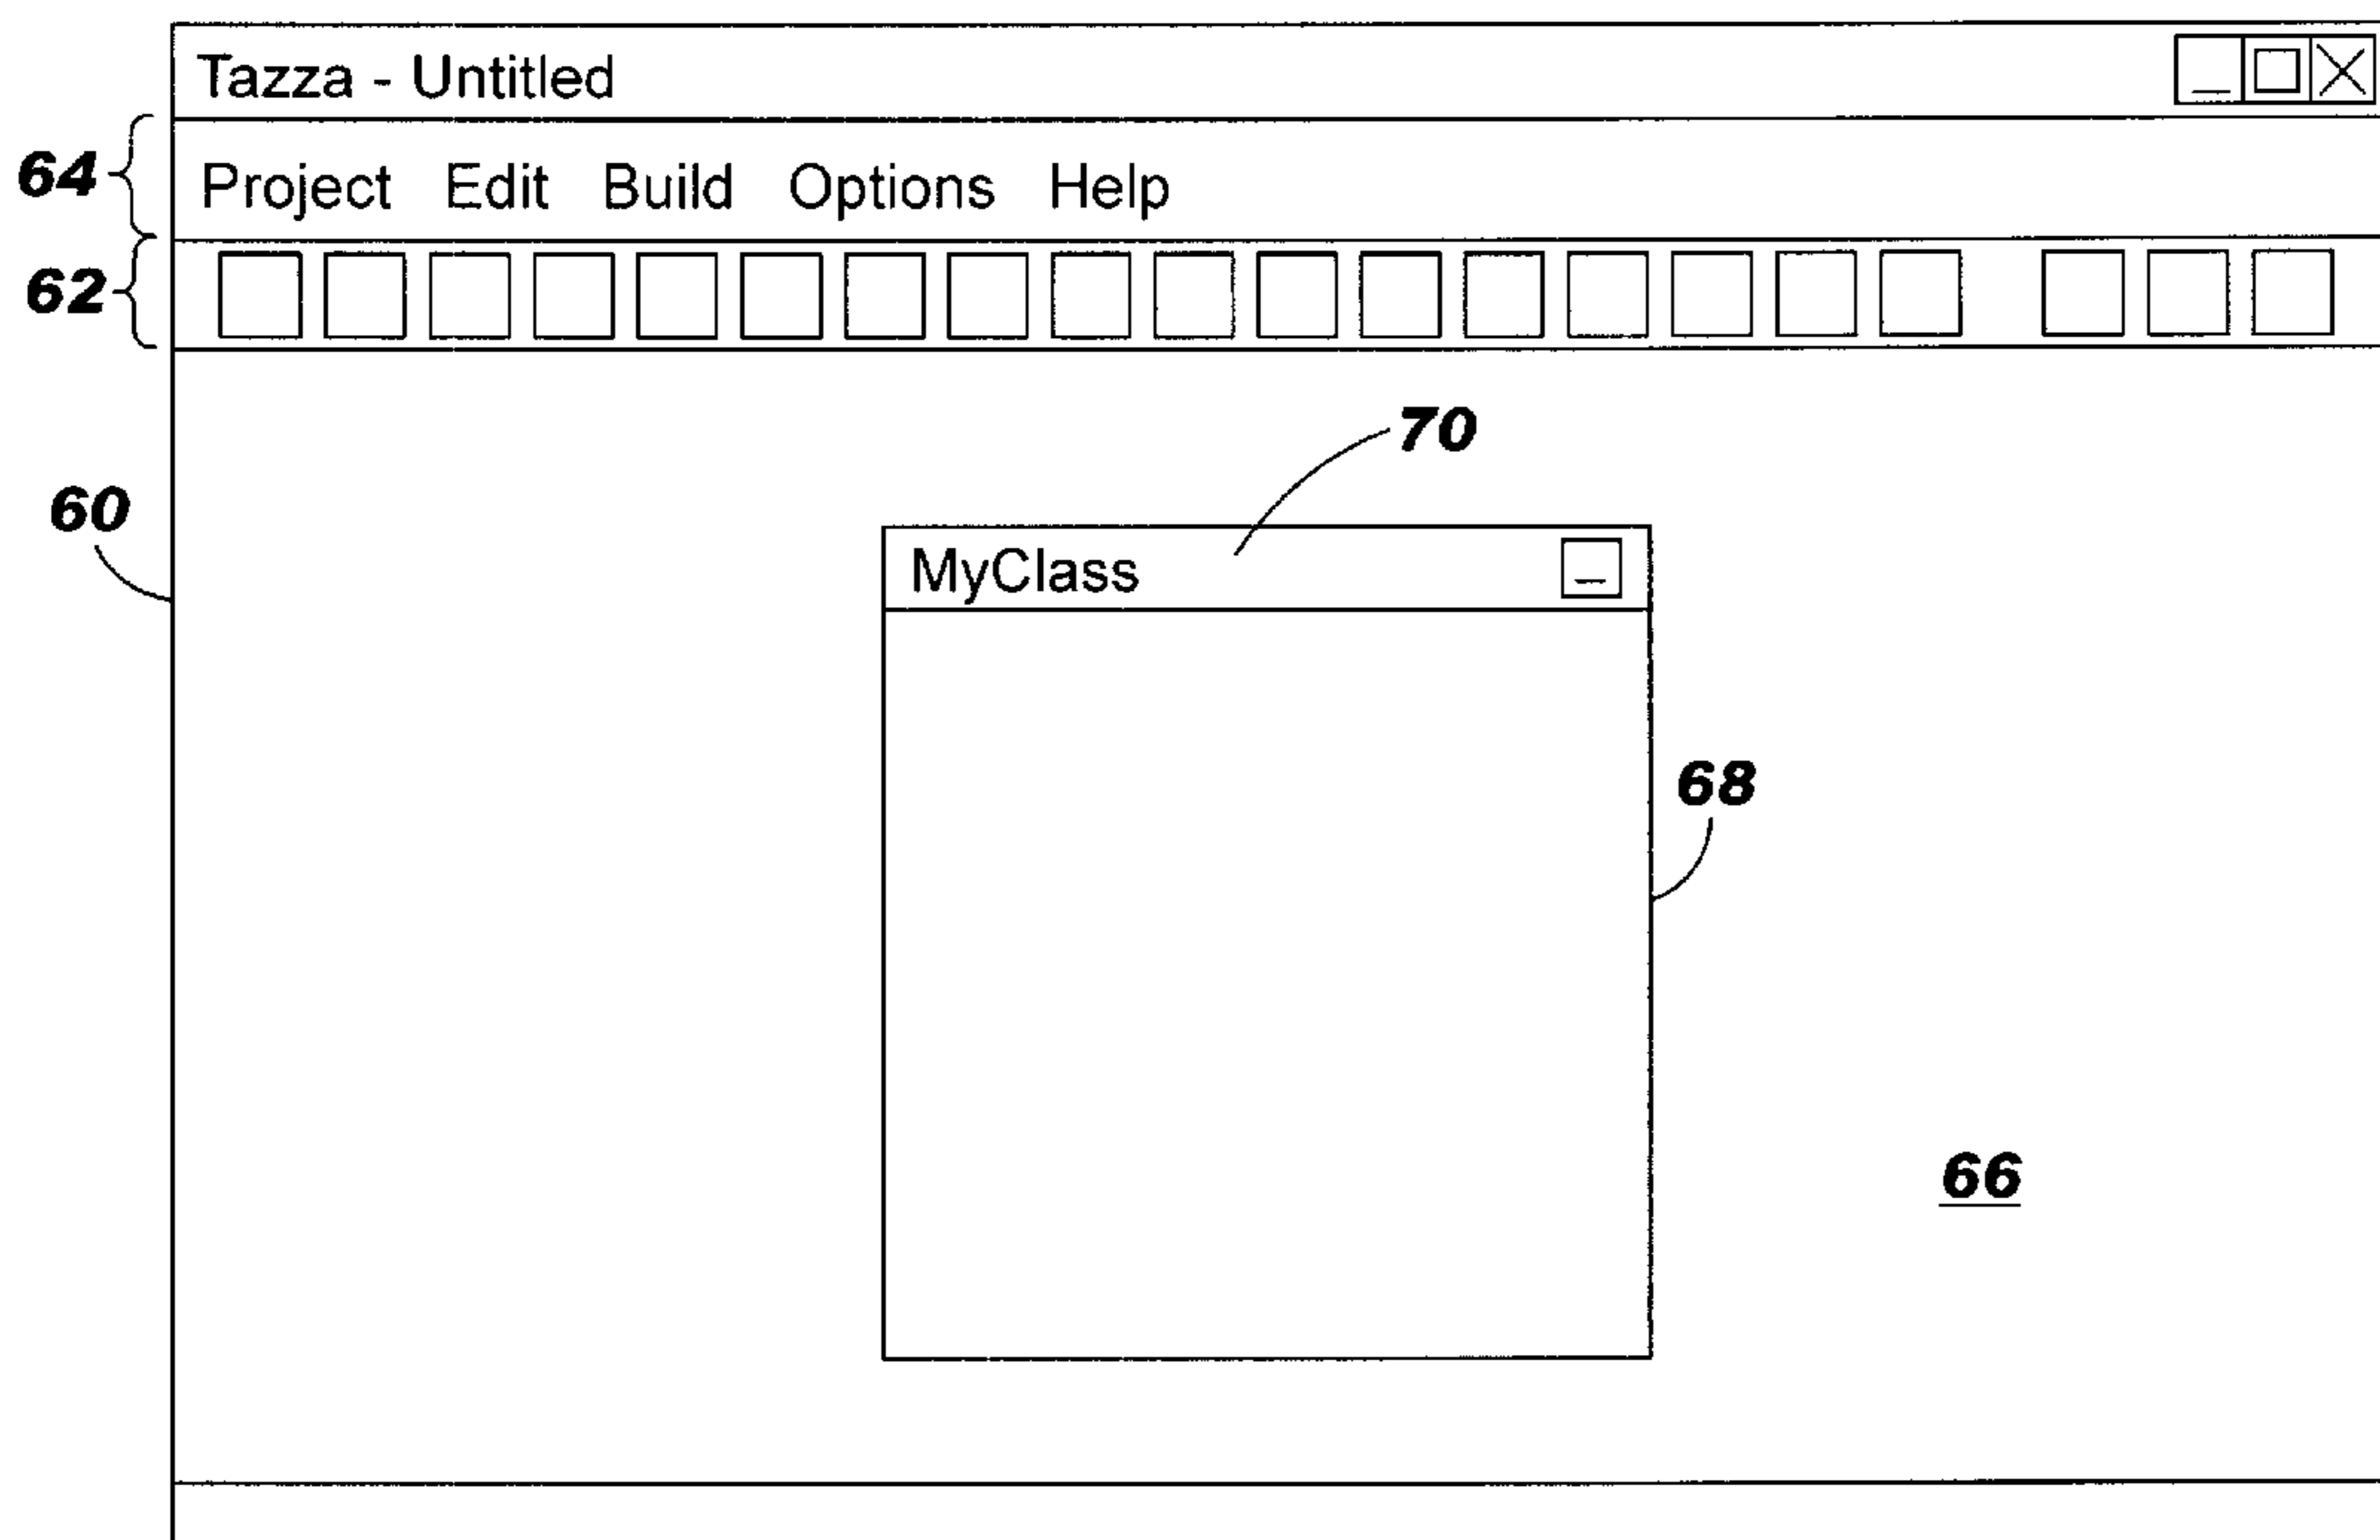 Tazza - Untitled
64
Project Edit Build Options Help
62
70
60
MyClass
68
66